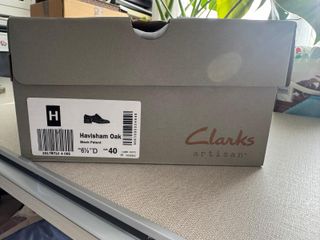 H
Havisham Oak
Black Patent
6½ D
40
Clarks
artisan